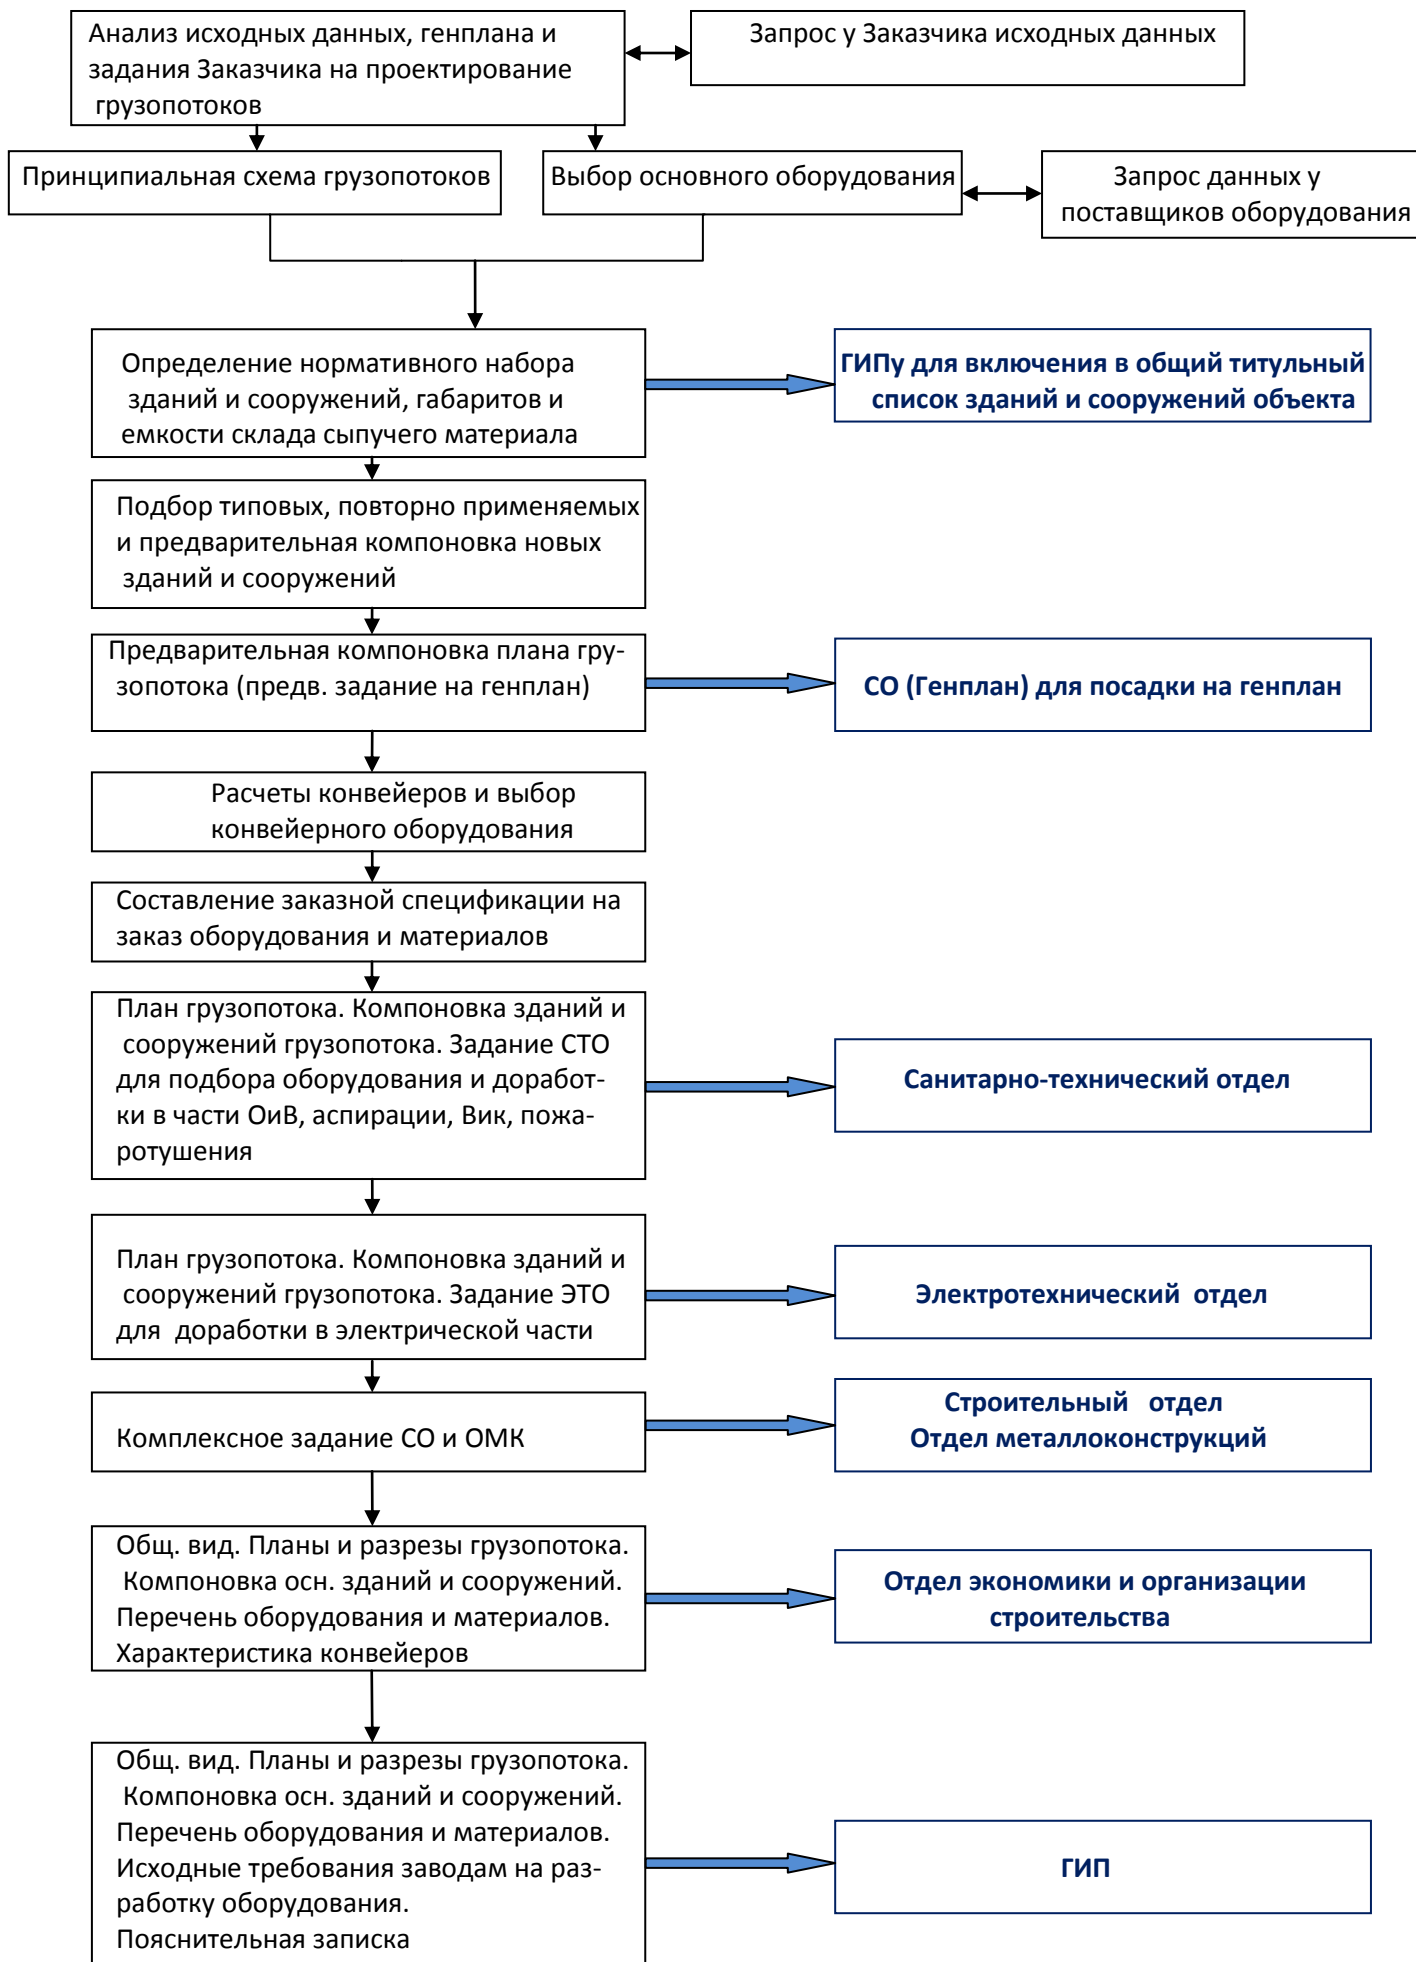 Анализ исходных данных, генплана и
задания Заказчика на проектирование
грузопотоков
Запрос у Заказчика исходных данных
Принципиальная схема грузопотоков
Выбор основного оборудования
Запрос данных у
поставщиков оборудования
Определение нормативного набора
зданий и сооружений, габаритов и
емкости склада сыпучего материала
ГИПу для включения в общий титульный
список зданий и сооружений объекта
Подбор типовых, повторно применяемых
и предварительная компоновка новых
зданий и сооружений
Предварительная компоновка плана гру-
зопотока (предв. задание на генплан)
СО (Генплан) для посадки на генплан
Расчеты конвейеров и выбор
конвейерного оборудования
Составление заказной спецификации на
заказ оборудования и материалов
План грузопотока. Компоновка зданий и
сооружений грузопотока. Задание СТО
для подбора оборудования и доработ-
ки в части ОиВ, аспирации, Вик, пожа-
ротушения
Санитарно-технический отдел
План грузопотока. Компоновка зданий и
сооружений грузопотока. Задание ЭТО
для доработки в электрической части
Электротехнический отдел
Комплексное задание СО и ОМК
Строительный отдел
Отдел металлоконструкций
Общ. вид. Планы и разрезы грузопотока.
Компоновка осн. зданий и сооружений.
Перечень оборудования и материалов.
Характеристика конвейеров
Отдел экономики и организации
строительства
Общ. вид. Планы и разрезы грузопотока.
Компоновка осн. зданий и сооружений.
Перечень оборудования и материалов.
Исходные требования заводам на раз-
работку оборудования.
Пояснительная записка
ГИП